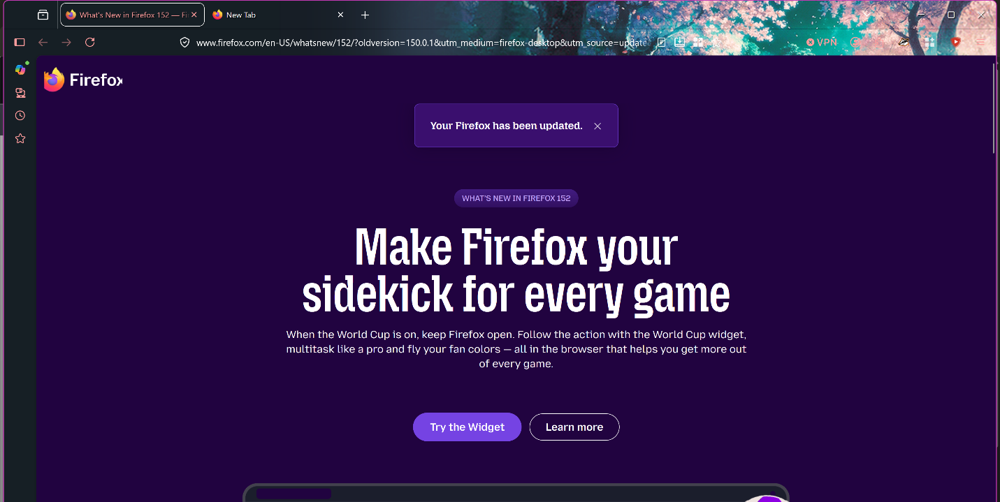 What's New in Firefox 152 — Fi
New Tab
www.firefox.com/en-US/whatsnew/152/?oldversion=150.0.1&utm_medium=firefox-desktop&utm_source=update
VPN
Firefox
Your Firefox has been updated.
WHAT'S NEW IN FIREFOX 152
Make Firefox your
sidekick for every game
When the World Cup is on, keep Firefox open. Follow the action with the World Cup widget,
multitask like a pro and fly your fan colors — all in the browser that helps you get more out
of every game.
Try the Widget
Learn more